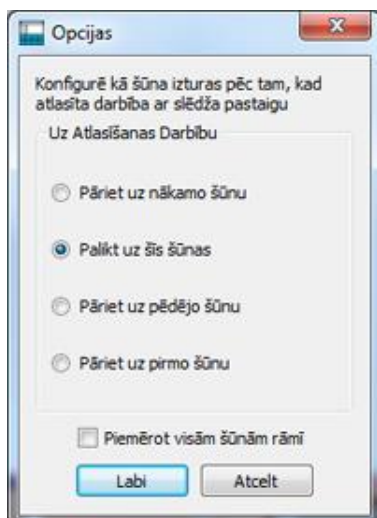 Opcijas
Konfigurē kā šūna izturas pēc tam, kad
atlasīta darbība ar slēdža pastaigu
Uz Atlasīšanas Darbību
Pāriet uz nākamo šūnu
Palikt uz šīs šūnas
Pāriet uz pēdējo šūnu
Pāriet uz pirmo šūnu
Piemērot visām šūnām rāmī
Labi
Atcelt